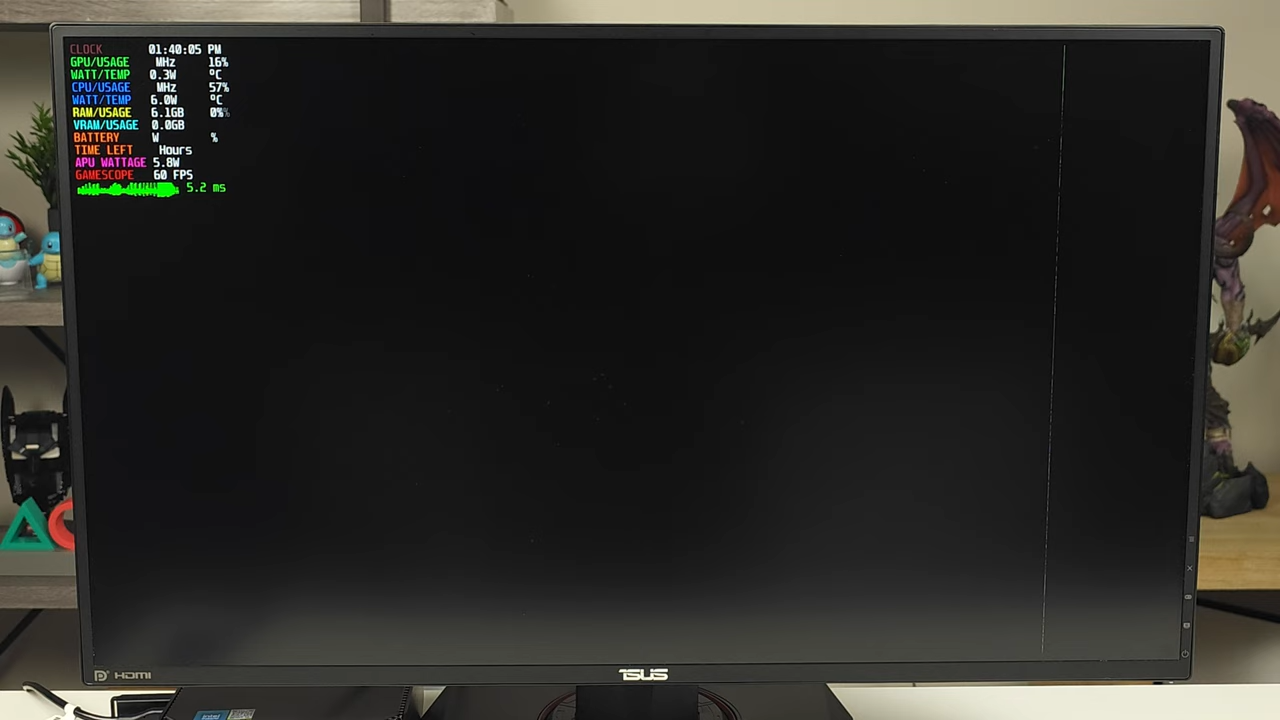 CLOCK 01:40:05 PM
GPU/USAGE MHz 16%
WATT/TEMP 0.3W °C
CPU/USAGE MHz 57%
WATT/TEMP 6.0W °C
RAM/USAGE 6.1GB 0%%
VRAM/USAGE 0.0GB
BATTERY W %
TIME LEFT Hours
APU WATTAGE 5.8W
GAMESCOPE 60 FPS
5.2 ms
HDMI
ASUS